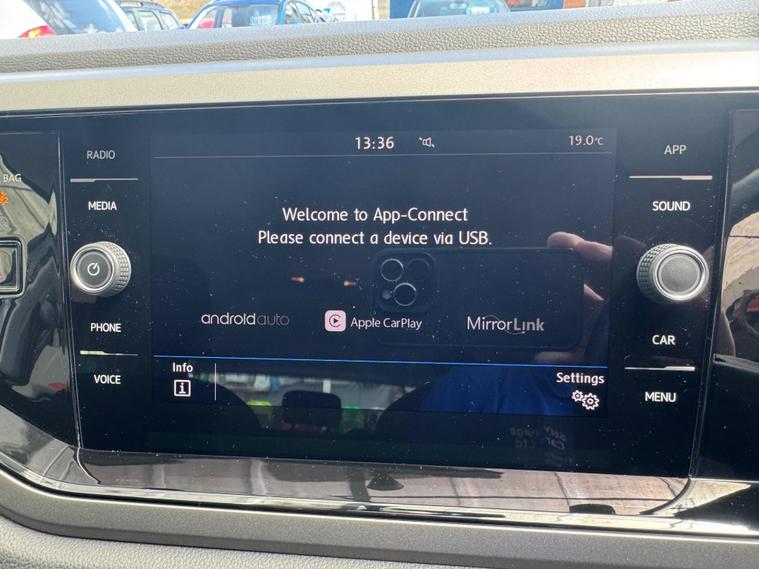 13:36
19.0°C
RADIO
MEDIA
PHONE
VOICE
Welcome to App-Connect
Please connect a device via USB.
androidauto
Apple CarPlay
MirrorLink
Info
Settings
APP
SOUND
CAR
MENU
BAG